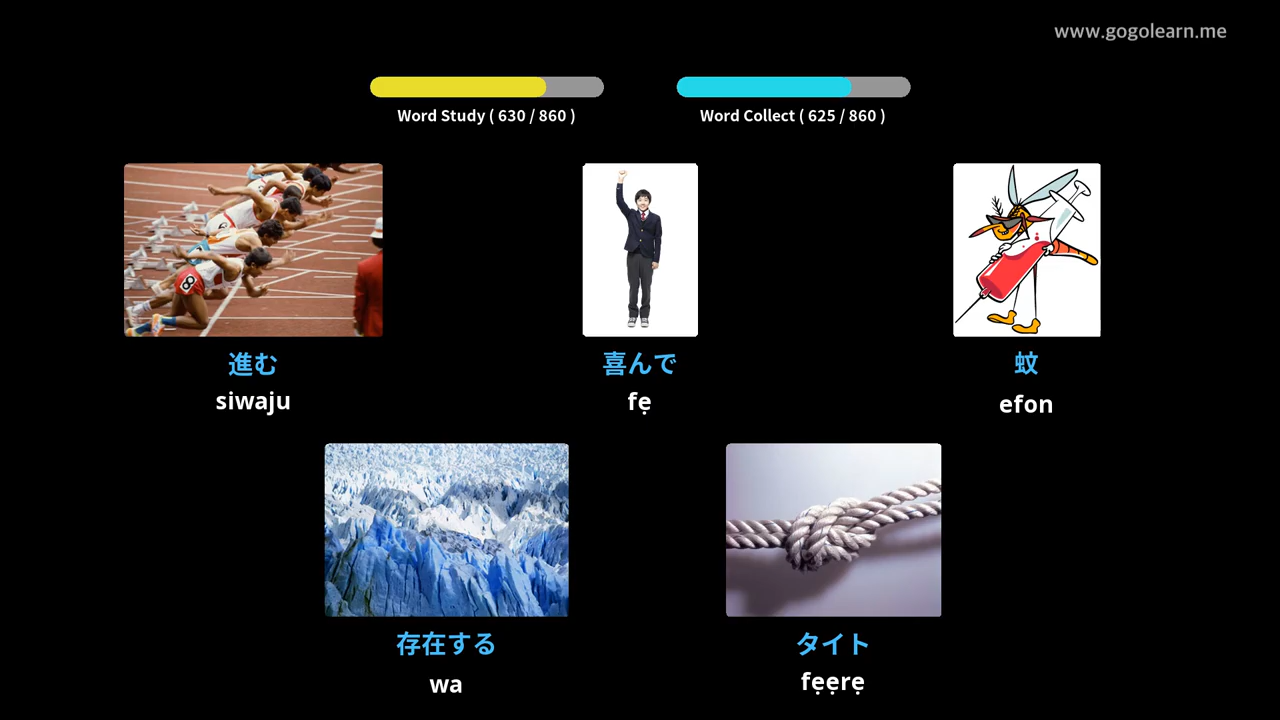 www.gogolearn.me
Word Study ( 630 / 860 )
Word Collect ( 625 / 860 )
進む
siwaju
喜んで
fẹ
蚊
efon
存在する
wa
タイト
fẹẹrẹ